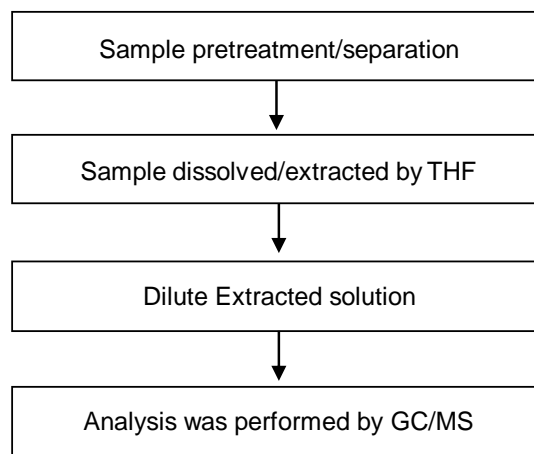 Sample pretreatment/separation
Sample dissolved/extracted by THF
Dilute Extracted solution
Analysis was performed by GC/MS